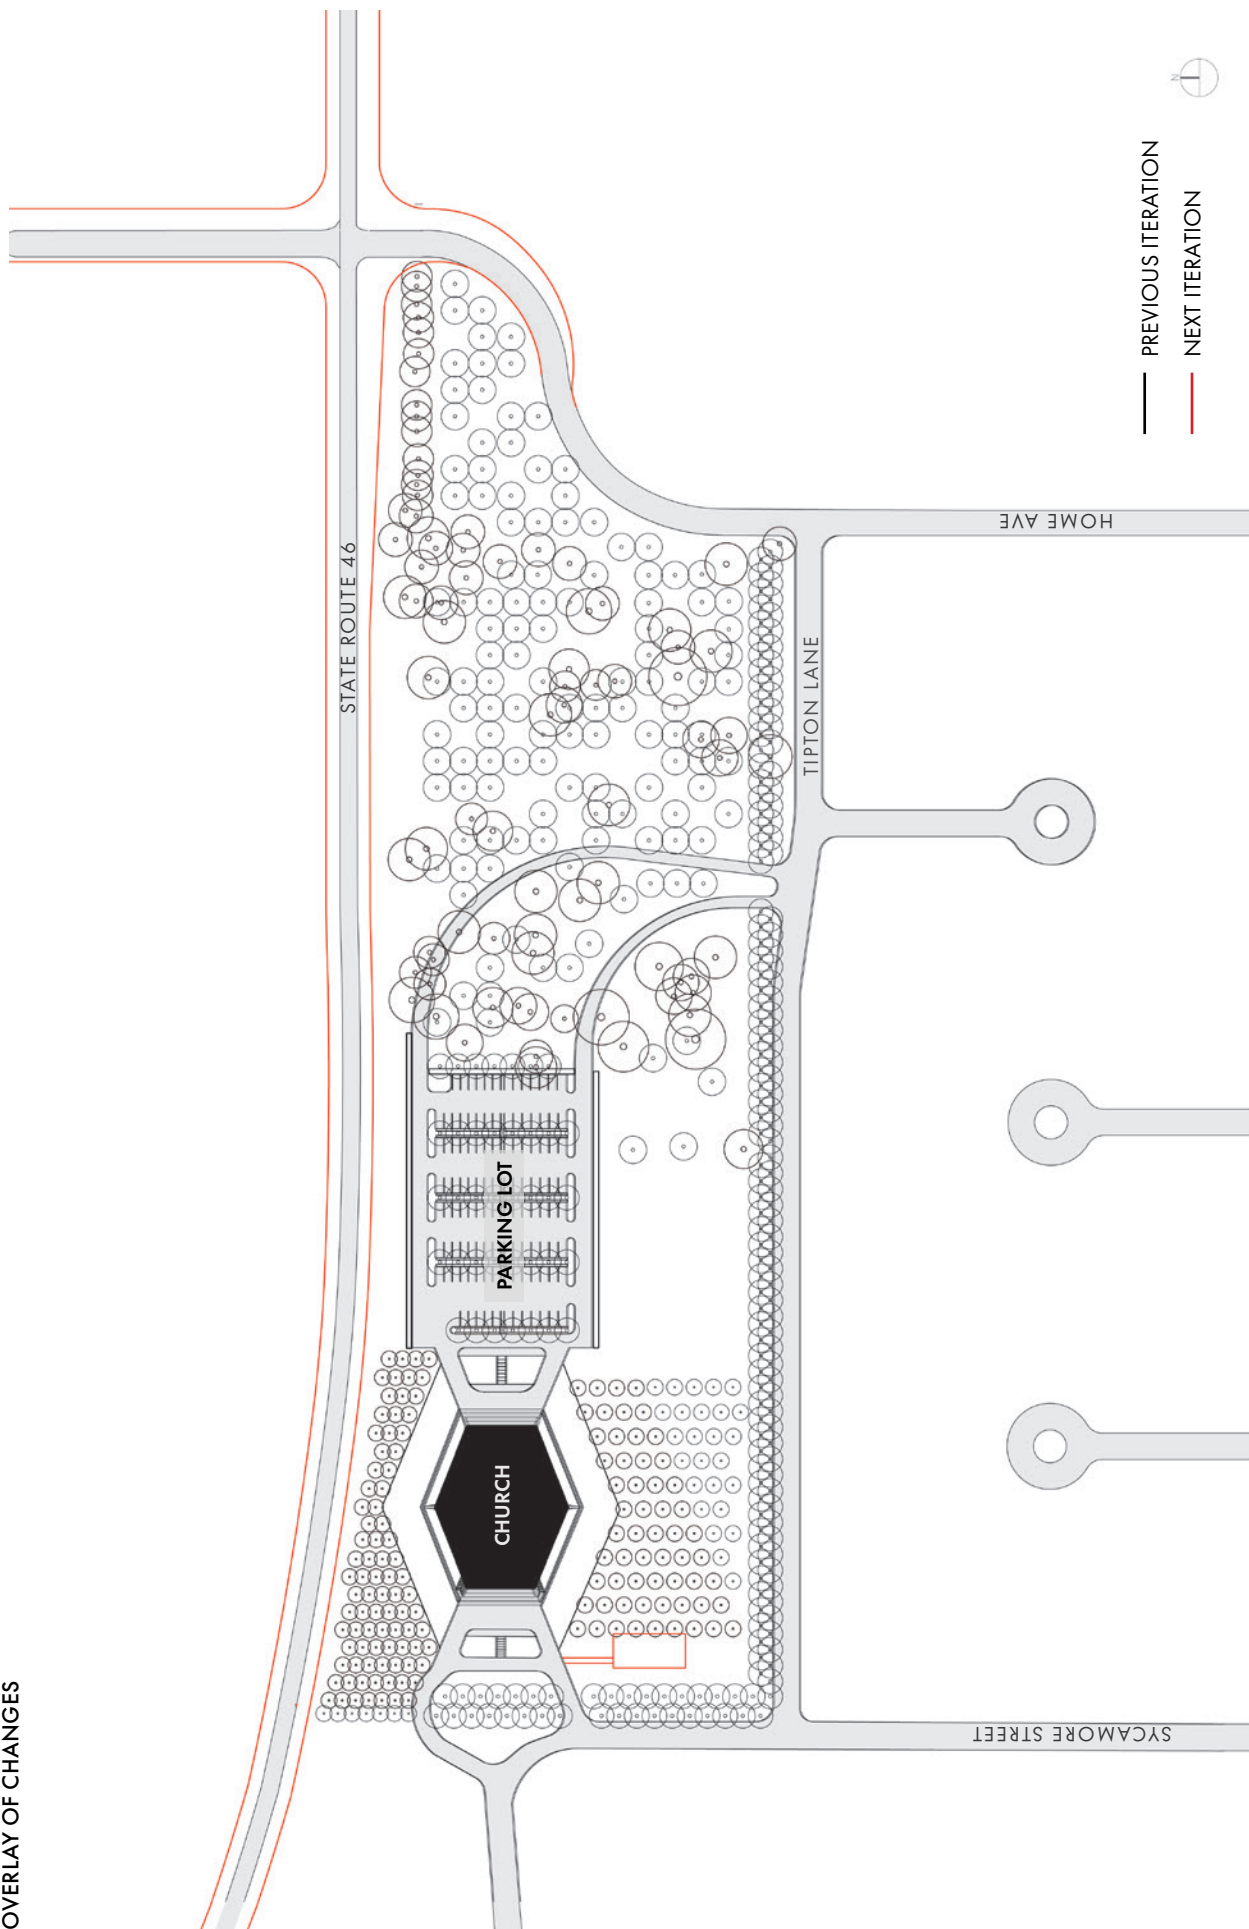 OVERLAY OF CHANGES
STATE ROUTE 46
CHURCH
PARKING LOT
TIPTON LANE
HOME AVE
SYCAMORE STREET
N
PREVIOUS ITERATION
NEXT ITERATION